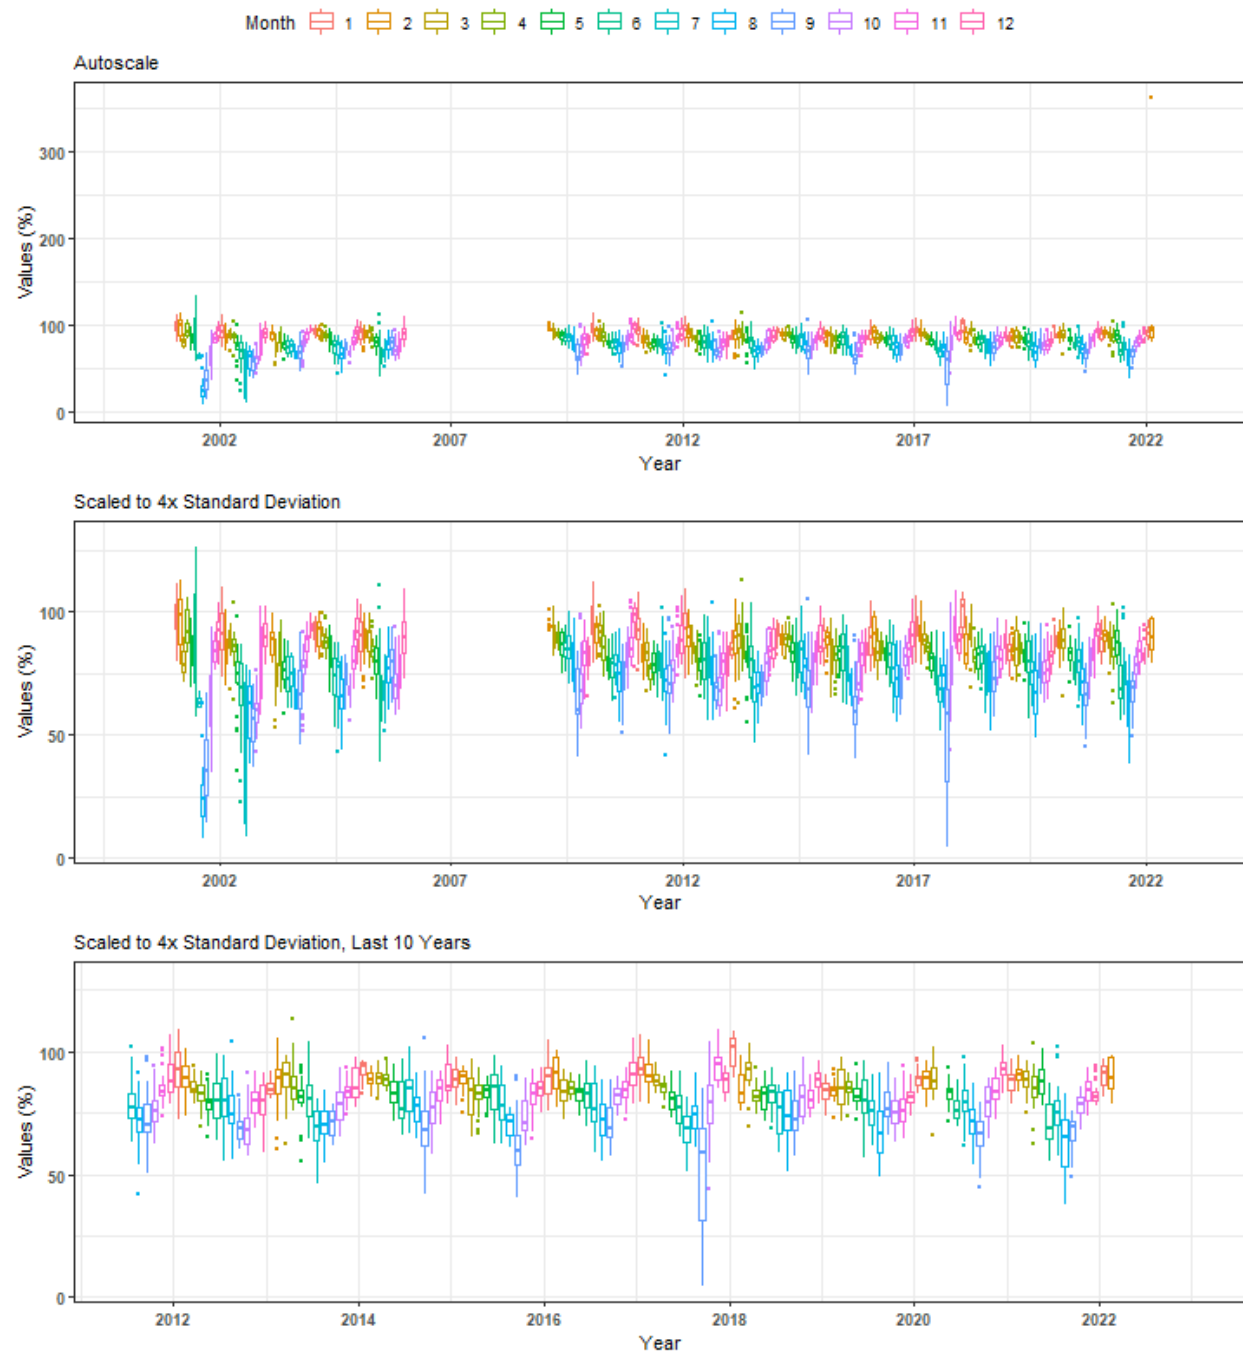 Month 1 2 3 4 5 6 7 8 9 10 11 12
Autoscale
300
200
100
0
Values (%)
2002 2007 2012 2017 2022
Year
Scaled to 4x Standard Deviation
100
50
0
Values (%)
2002 2007 2012 2017 2022
Year
Scaled to 4x Standard Deviation, Last 10 Years
100
50
0
Values (%)
2012 2014 2016 2018 2020 2022
Year